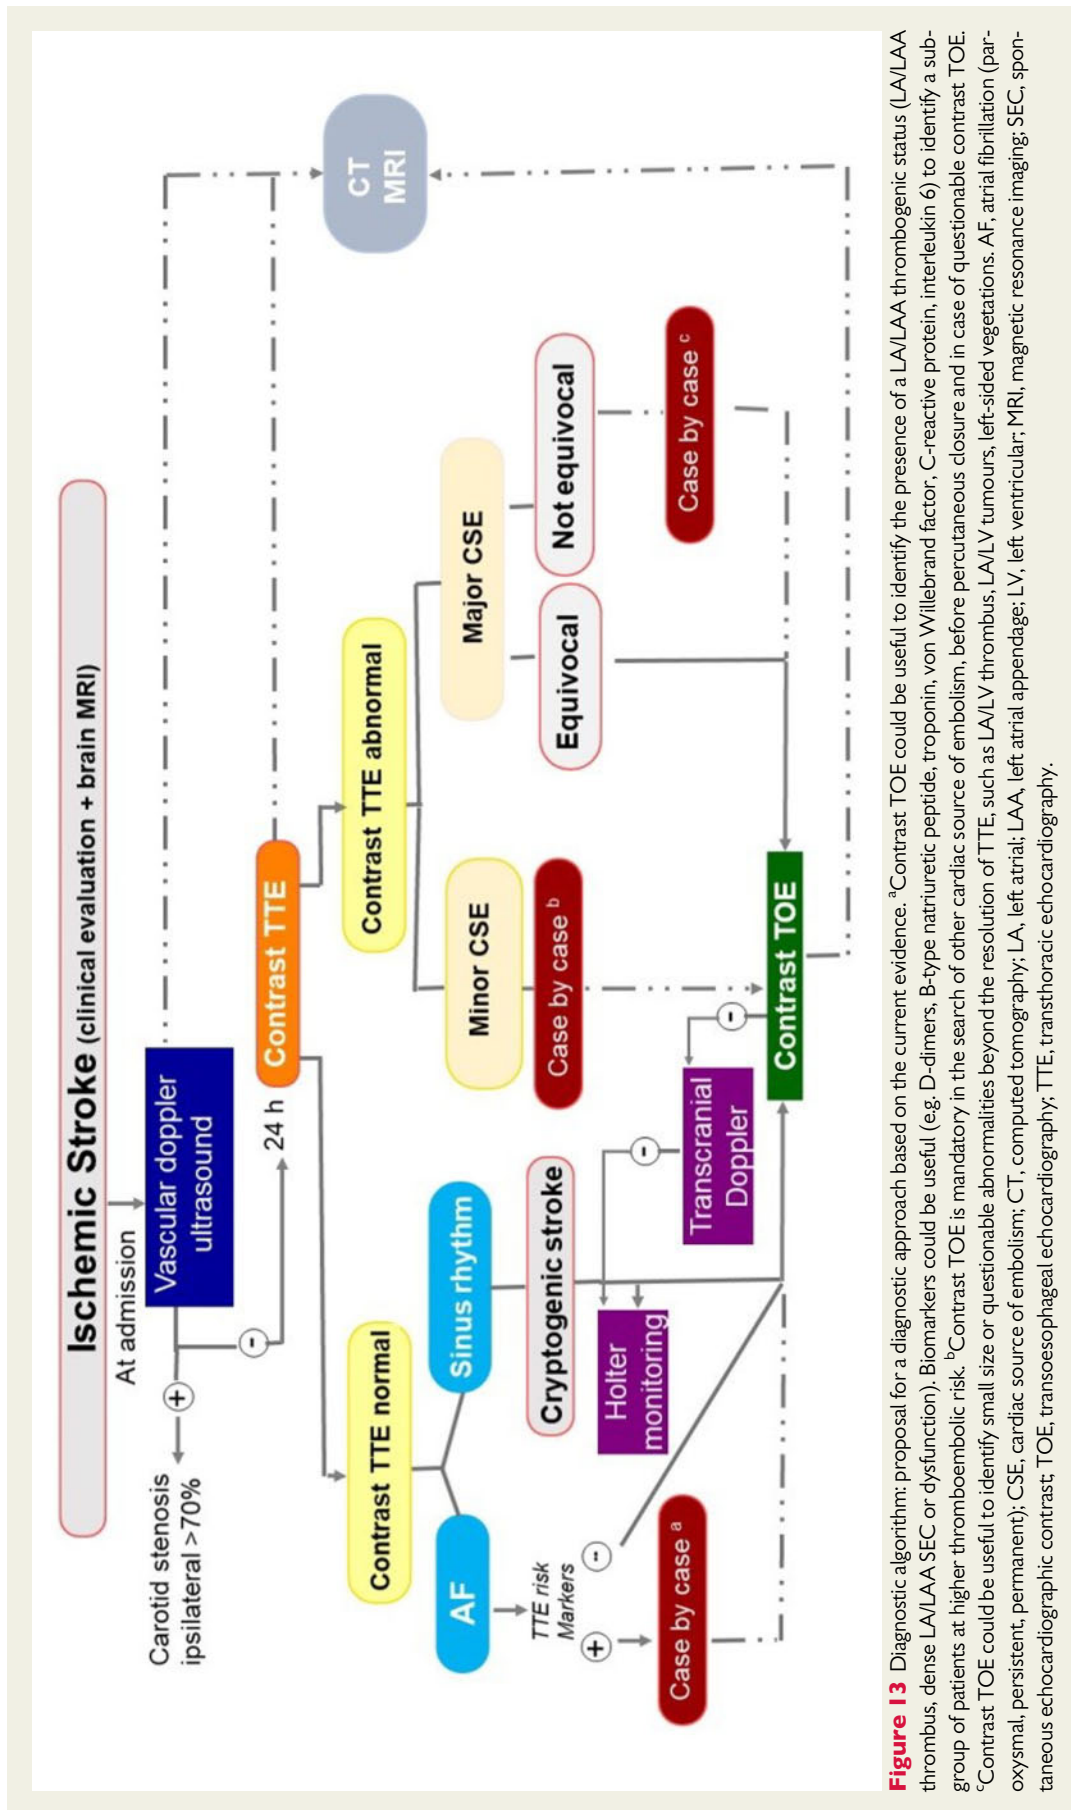 Ischemic Stroke (clinical evaluation + brain MRI)
At admission
Vascular doppler
ultrasound
+
-
Carotid stenosis
ipsilateral >70%
24 h
Contrast TTE
CT
MRI
Contrast TTE normal
Contrast TTE abnormal
AF
Sinus rhythm
Minor CSE
Major CSE
TTE risk
Markers
+
-
Cryptogenic stroke
Case by case b
Equivocal
Not equivocal
Holter
monitoring
-
Case by case a
Transcranial
Doppler
-
Case by case c
Contrast TOE
Figure 13 Diagnostic algorithm: proposal for a diagnostic approach based on the current evidence. aContrast TOE could be useful to identify the presence of a LA/LAA thrombogenic status (LA/LAA
thrombus, dense LA/LAA SEC or dysfunction). Biomarkers could be useful (e.g. D-dimers, B-type natriuretic peptide, troponin, von Willebrand factor, C-reactive protein, interleukin 6) to identify a sub-
group of patients at higher thromboembolic risk. bContrast TOE is mandatory in the search of other cardiac source of embolism, before percutaneous closure and in case of questionable contrast TOE.
cContrast TOE could be useful to identify small size or questionable abnormalities beyond the resolution of TTE, such as LA/LV thrombus, LA/LV tumours, left-sided vegetations. AF, atrial fibrillation (par-
oxysmal, persistent, permanent); CSE, cardiac source of embolism; CT, computed tomography; LA, left atrial; LAA, left atrial appendage; LV, left ventricular; MRI, magnetic resonance imaging; SEC, spon-
taneous echocardiographic contrast; TOE, transoesophageal echocardiography; TTE, transthoracic echocardiography.